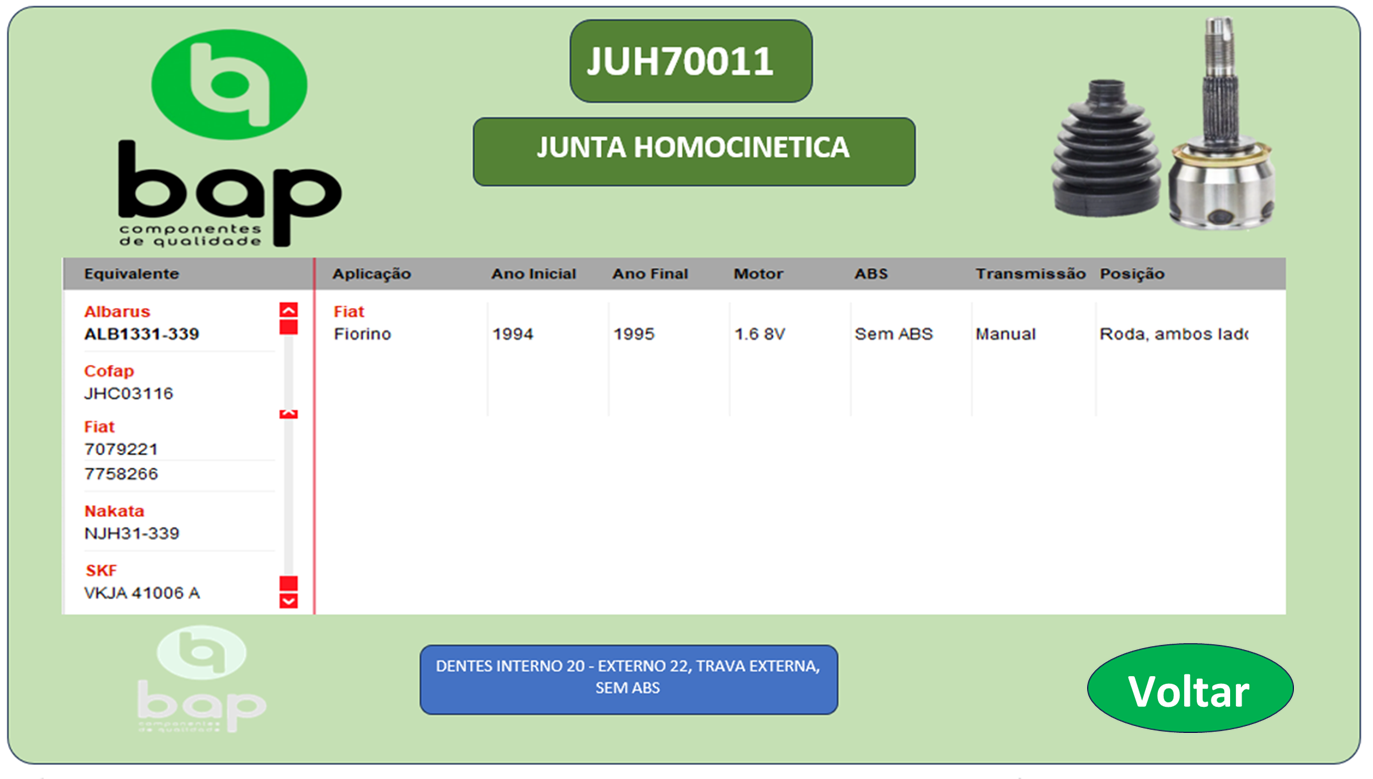 JUH70011
JUNTA HOMOCINETICA
bap
componentes
de qualidade
Equivalente Aplicação Ano Inicial Ano Final Motor ABS Transmissão Posição
Albarus
ALB1331-339
Cofap
JHC03116
Fiat
7079221
7758266
Nakata
NJH31-339
SKF
VKJA 41006 A
Fiat
Fiorino 1994 1995 1.6 8V Sem ABS Manual Roda, ambos lado
bap
componentes
de qualidade
DENTES INTERNO 20 - EXTERNO 22, TRAVA EXTERNA,
SEM ABS
Voltar